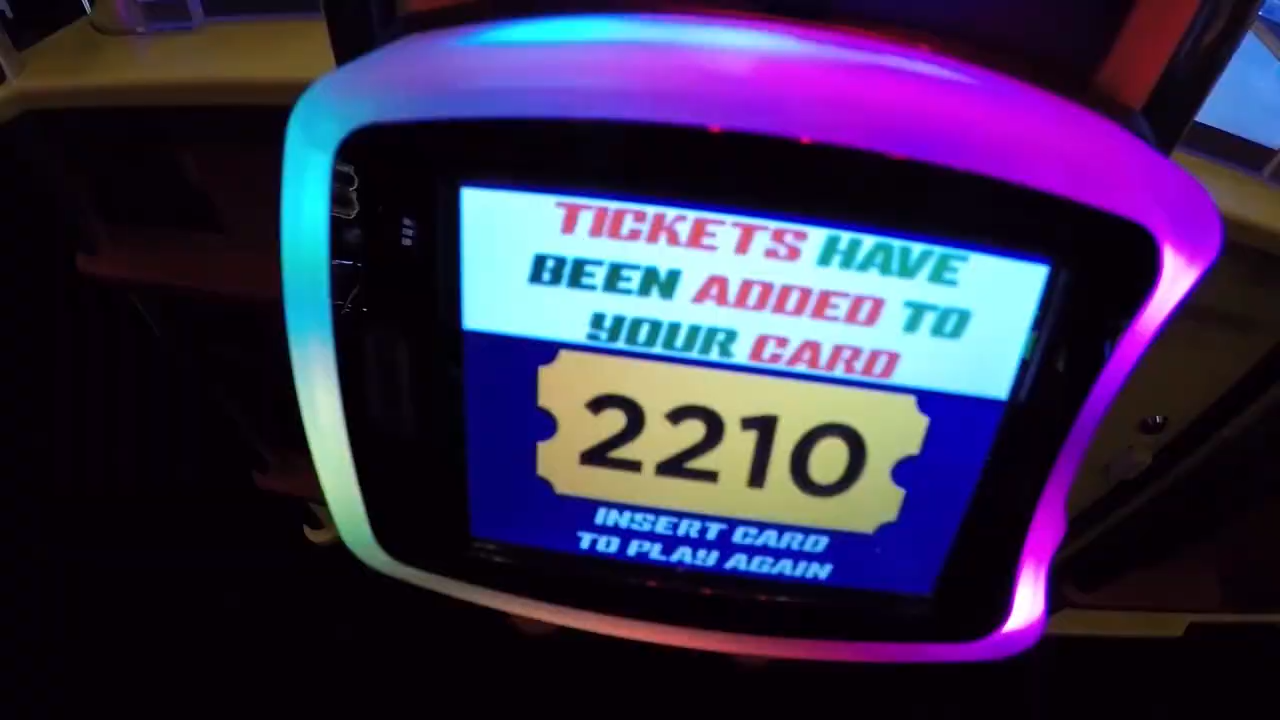 TICKETS HAVE
BEEN ADDED TO
YOUR CARD
2210
INSERT CARD
TO PLAY AGAIN